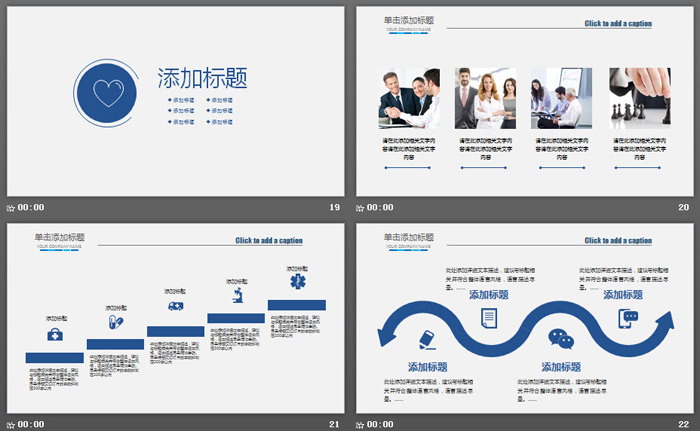 添加标题
添加标题 添加标题
添加标题 添加标题
添加标题 添加标题
00:00 19
单击添加标题
YOUR COMPANY NAME
Click to add a caption
请在此添加相关文字内
容请在此添加相关文字
内容
请在此添加相关文字内
容请在此添加相关文字
内容
请在此添加相关文字内
容请在此添加相关文字
内容
请在此添加相关文字内
容请在此添加相关文字
内容
00:00 20
单击添加标题
YOUR COMPANY NAME
Click to add a caption
添加标题
添加标题
添加标题
添加标题
添加标题
00:00 21
单击添加标题
YOUR COMPANY NAME
Click to add a caption
此处添加详细文本描述，建议与标题相
关并符合整体语言风格，语言描述尽
量。......
添加标题
此处添加详细文本描述，建议与标题相
关并符合整体语言风格，语言描述尽
量。......
添加标题
添加标题
此处添加详细文本描述，建议与标题相
关并符合整体语言风格，语言描述尽
量。......
添加标题
此处添加详细文本描述，建议与标题相
关并符合整体语言风格，语言描述尽
量。......
00:00 22